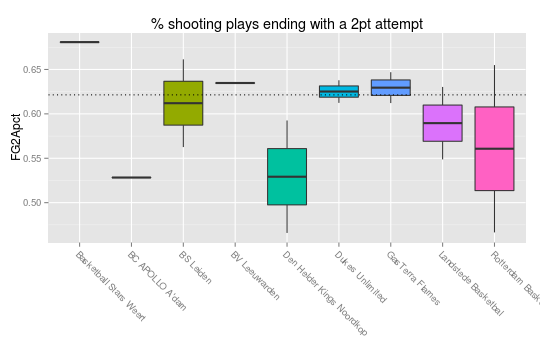 % shooting plays ending with a 2pt attempt
FG2Apct
0.65
0.60
0.55
0.50
Basketball Stars Weert
BC APOLLO A'dam
BS Leiden
BV Leeuwarden
Den Helder Kings Noordkop
Dukes Unlimited
GasTerra Flames
Landstede Basketbal
Rotterdam Bask